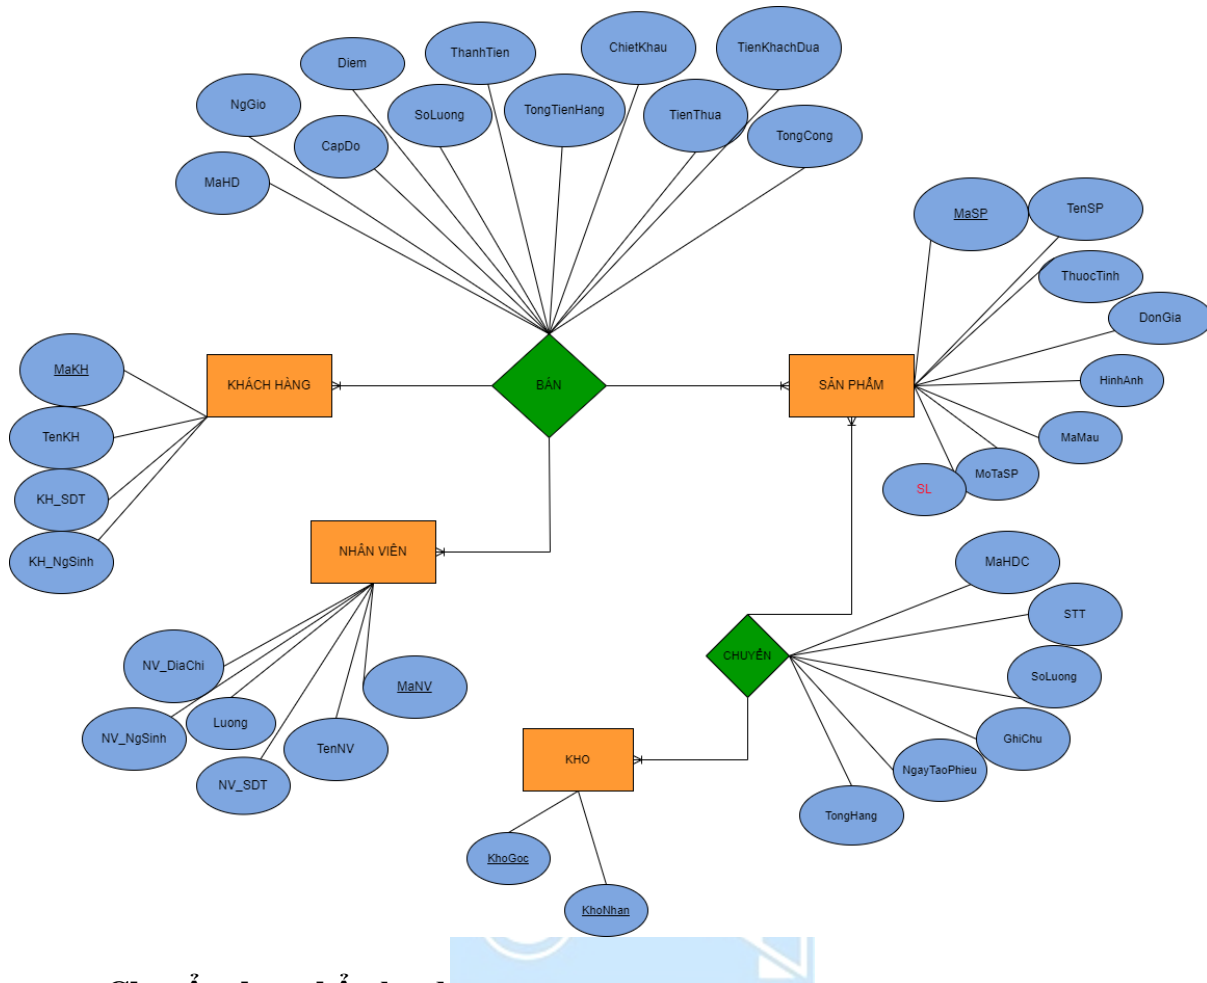 ChietKhau
TienKhachDua
ThanhTien
Diem
NgGio
SoLuong
TongTienHang
TienThua
TongCong
CapDo
MaHD
MaSP
TenSP
ThuocTinh
DonGia
HinhAnh
MaMau
MoTaSP
SL
MaKH
TenKH
KH_SDT
KH_NgSinh
KHÁCH HÀNG
BÁN
SẢN PHẨM
NHÂN VIÊN
NV_DiaChi
NV_NgSinh
Luong
NV_SDT
TenNV
MaNV
CHUYỂN
MaHDC
STT
SoLuong
GhiChu
NgayTaoPhieu
TongHang
KHO
KhoGoc
KhoNhan